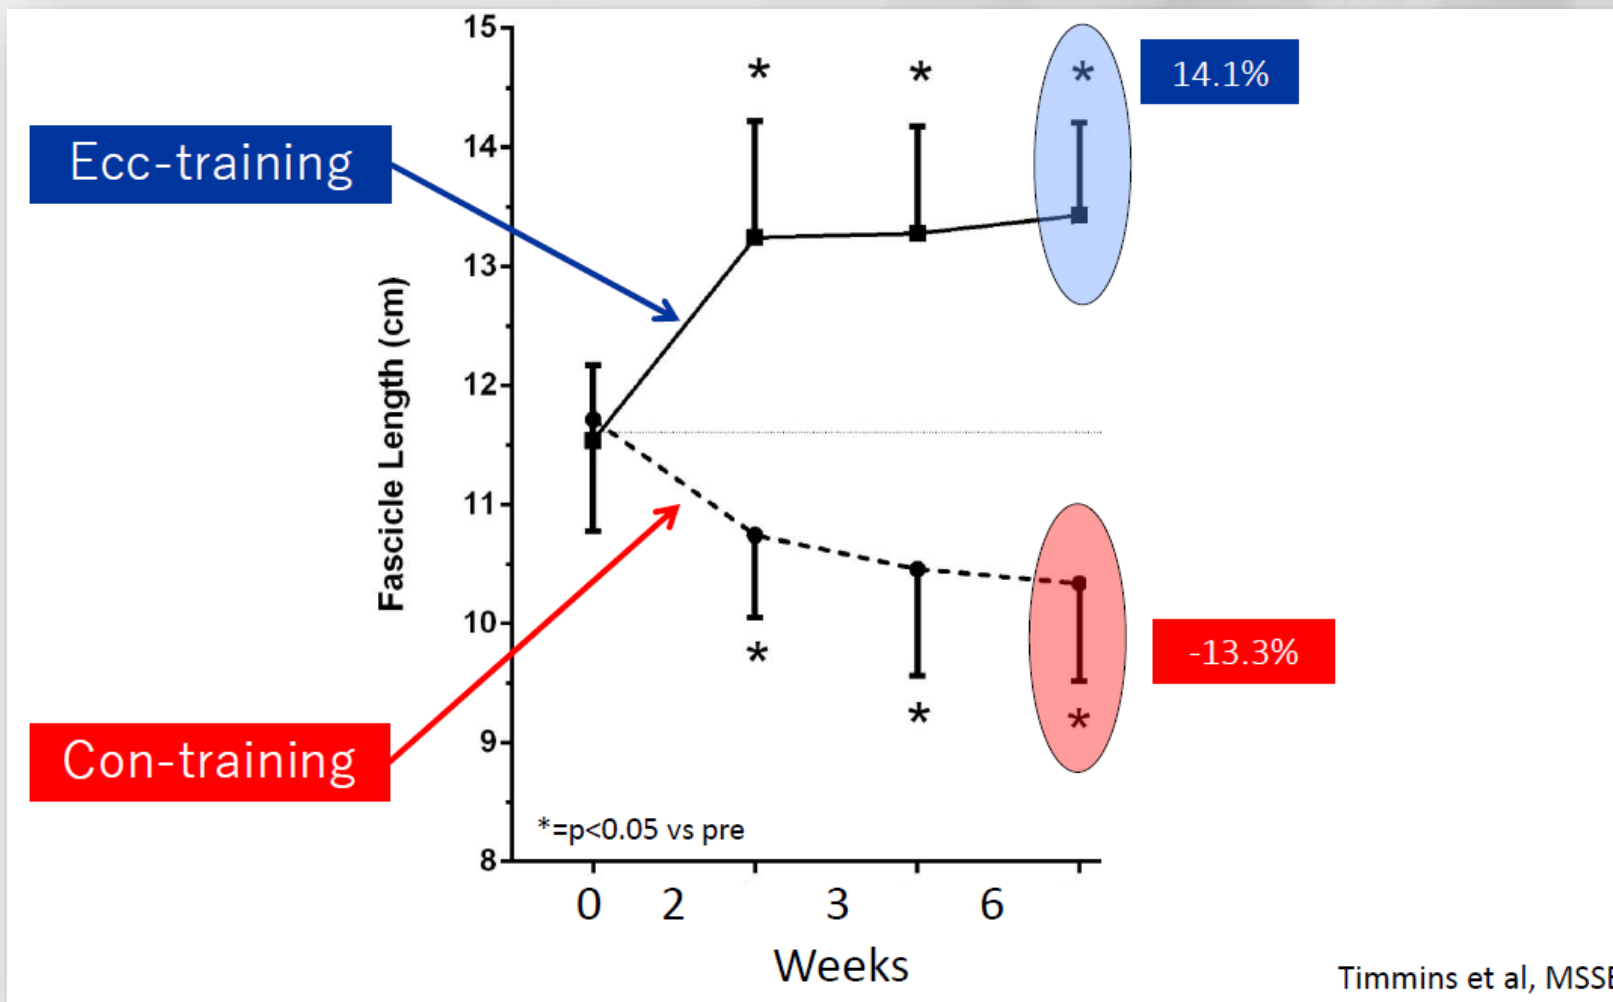 15
*
*
*
14.1%
Ecc-training
14
13
Fascicle Length (cm)
12
11
10
*
-13.3%
*
*
Con-training
9
*=p<0.05 vs pre
8
0 2 3 6
Weeks
Timmins et al, MSSE